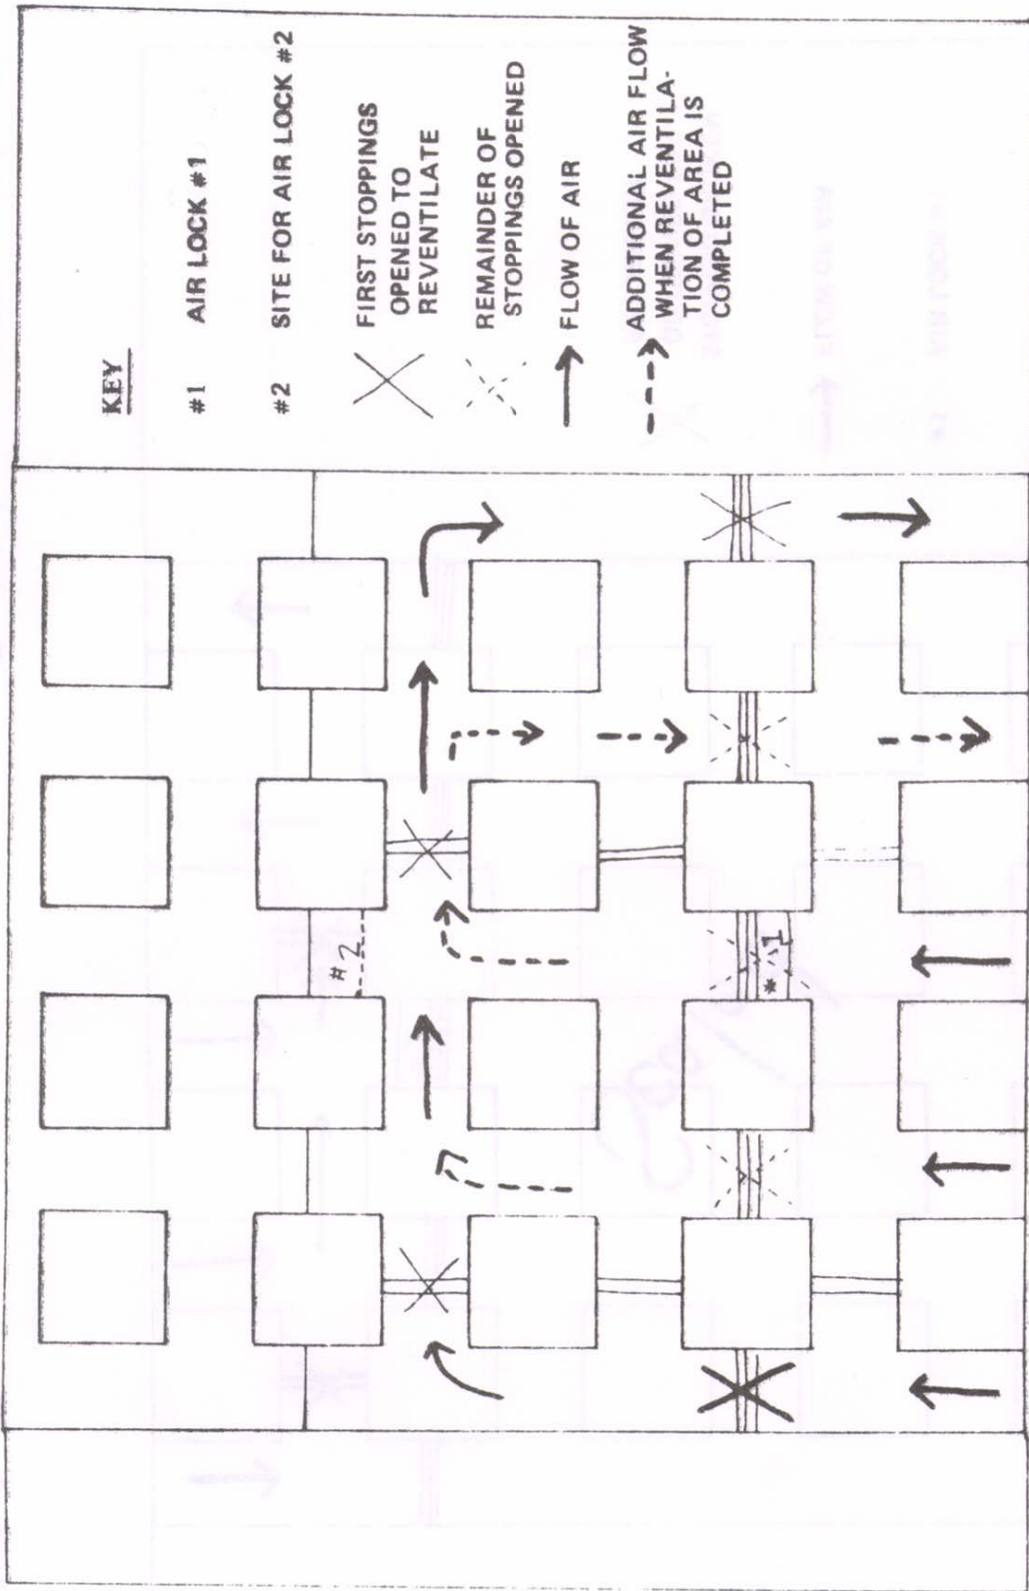 KEY
#1 AIR LOCK #1
#2 SITE FOR AIR LOCK #2
FIRST STOPPINGS
OPENED TO
REVENTILATE
REMAINDER OF
STOPPINGS OPENED
FLOW OF AIR
ADDITIONAL AIR FLOW
WHEN REVENTILA-
TION OF AREA IS
COMPLETED
#2
#1